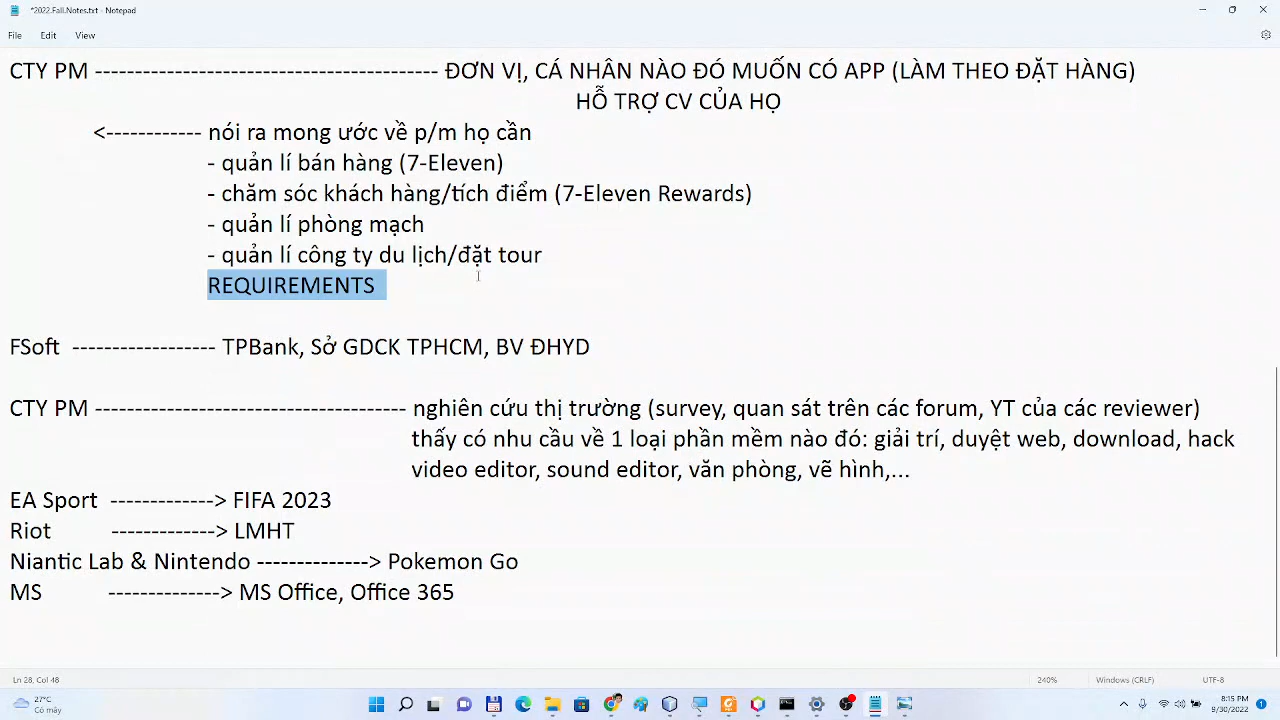 *2022.Fall.Notes.txt - Notepad
File Edit View
CTY PM ------------------------------------------- ĐƠN VỊ, CÁ NHÂN NÀO ĐÓ MUỐN CÓ APP (LÀM THEO ĐẶT HÀNG)
HỖ TRỢ CV CỦA HỌ
<------------ nói ra mong ước về p/m họ cần
- quản lí bán hàng (7-Eleven)
- chăm sóc khách hàng/tích điểm (7-Eleven Rewards)
- quản lí phòng mạch
- quản lí công ty du lịch/đặt tour
REQUIREMENTS
FSoft ------------------ TPBank, Sở GDCK TPHCM, BV ĐHYD
CTY PM --------------------------------------- nghiên cứu thị trường (survey, quan sát trên các forum, YT của các reviewer)
thấy có nhu cầu về 1 loại phần mềm nào đó: giải trí, duyệt web, download, hack
video editor, sound editor, văn phòng, vẽ hình,...
EA Sport -------------> FIFA 2023
Riot -------------> LMHT
Niantic Lab & Nintendo --------------> Pokemon Go
MS --------------> MS Office, Office 365
Ln 28, Col 48 240% Windows (CRLF) UTF-8
27°C
Có mây
8:15 PM
9/30/2022